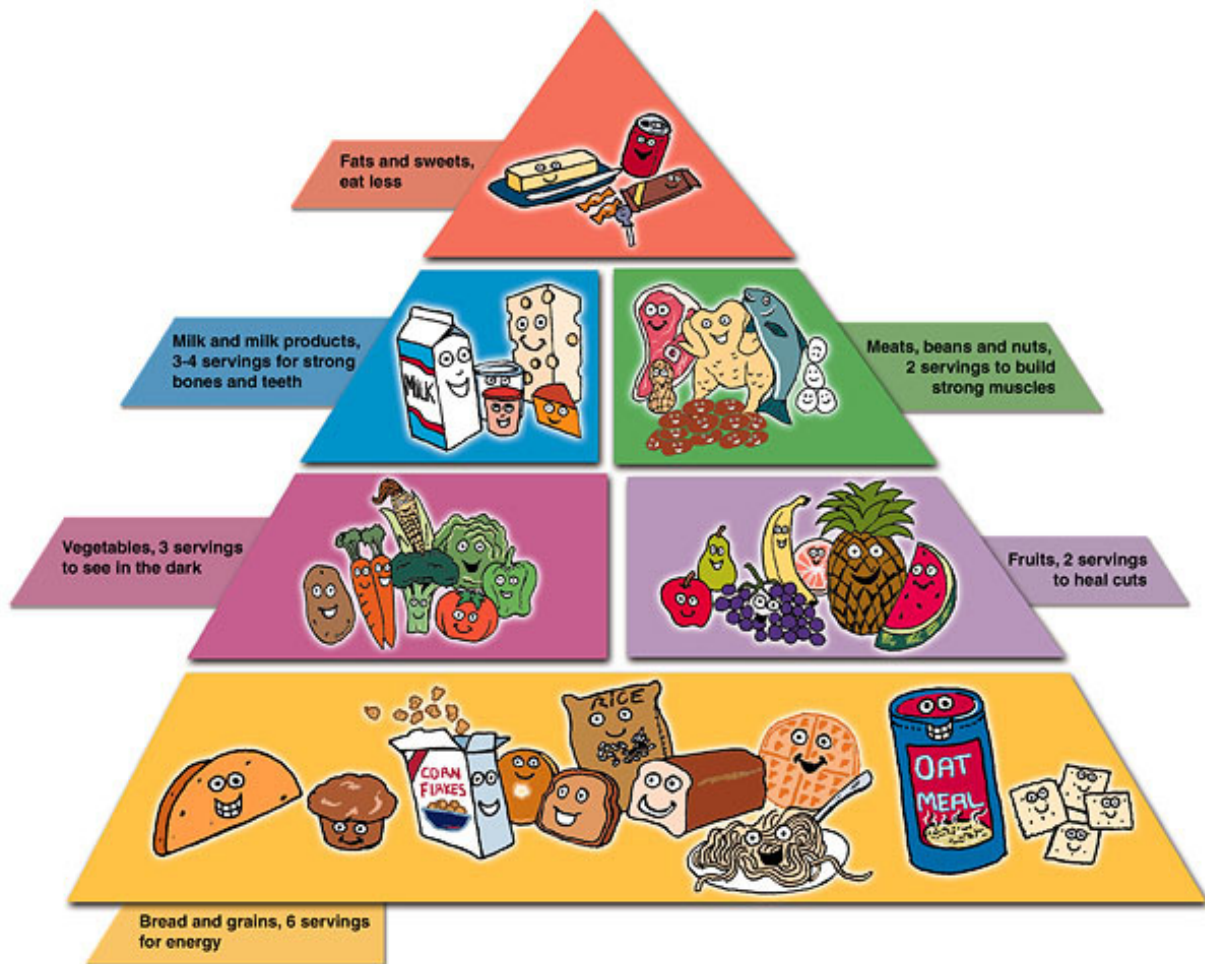 Fats and sweets,
eat less
Milk and milk products,
3-4 servings for strong
bones and teeth
MILK
Meats, beans and nuts,
2 servings to build
strong muscles
Vegetables, 3 servings
to see in the dark
Fruits, 2 servings
to heal cuts
RICE
CORN
FLAKES
OAT
MEAL
Bread and grains, 6 servings
for energy